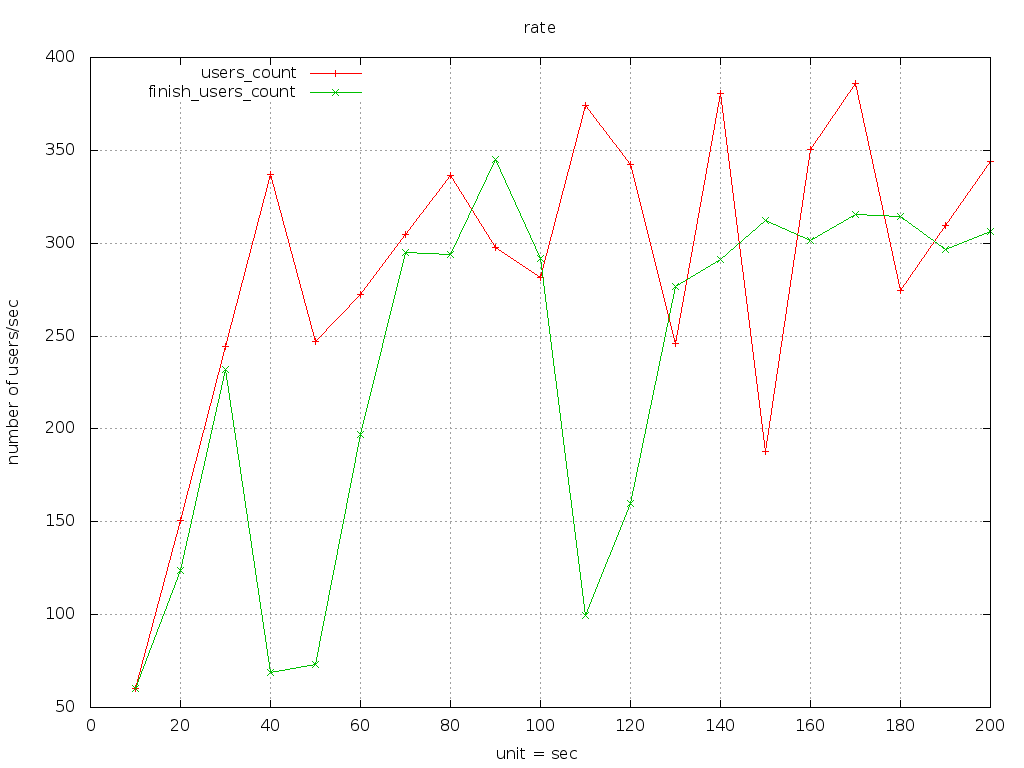 rate
400
350
300
250
200
150
100
50
users_count
finish_users_count
number of users/sec
0 20 40 60 80 100 120 140 160 180 200
unit = sec